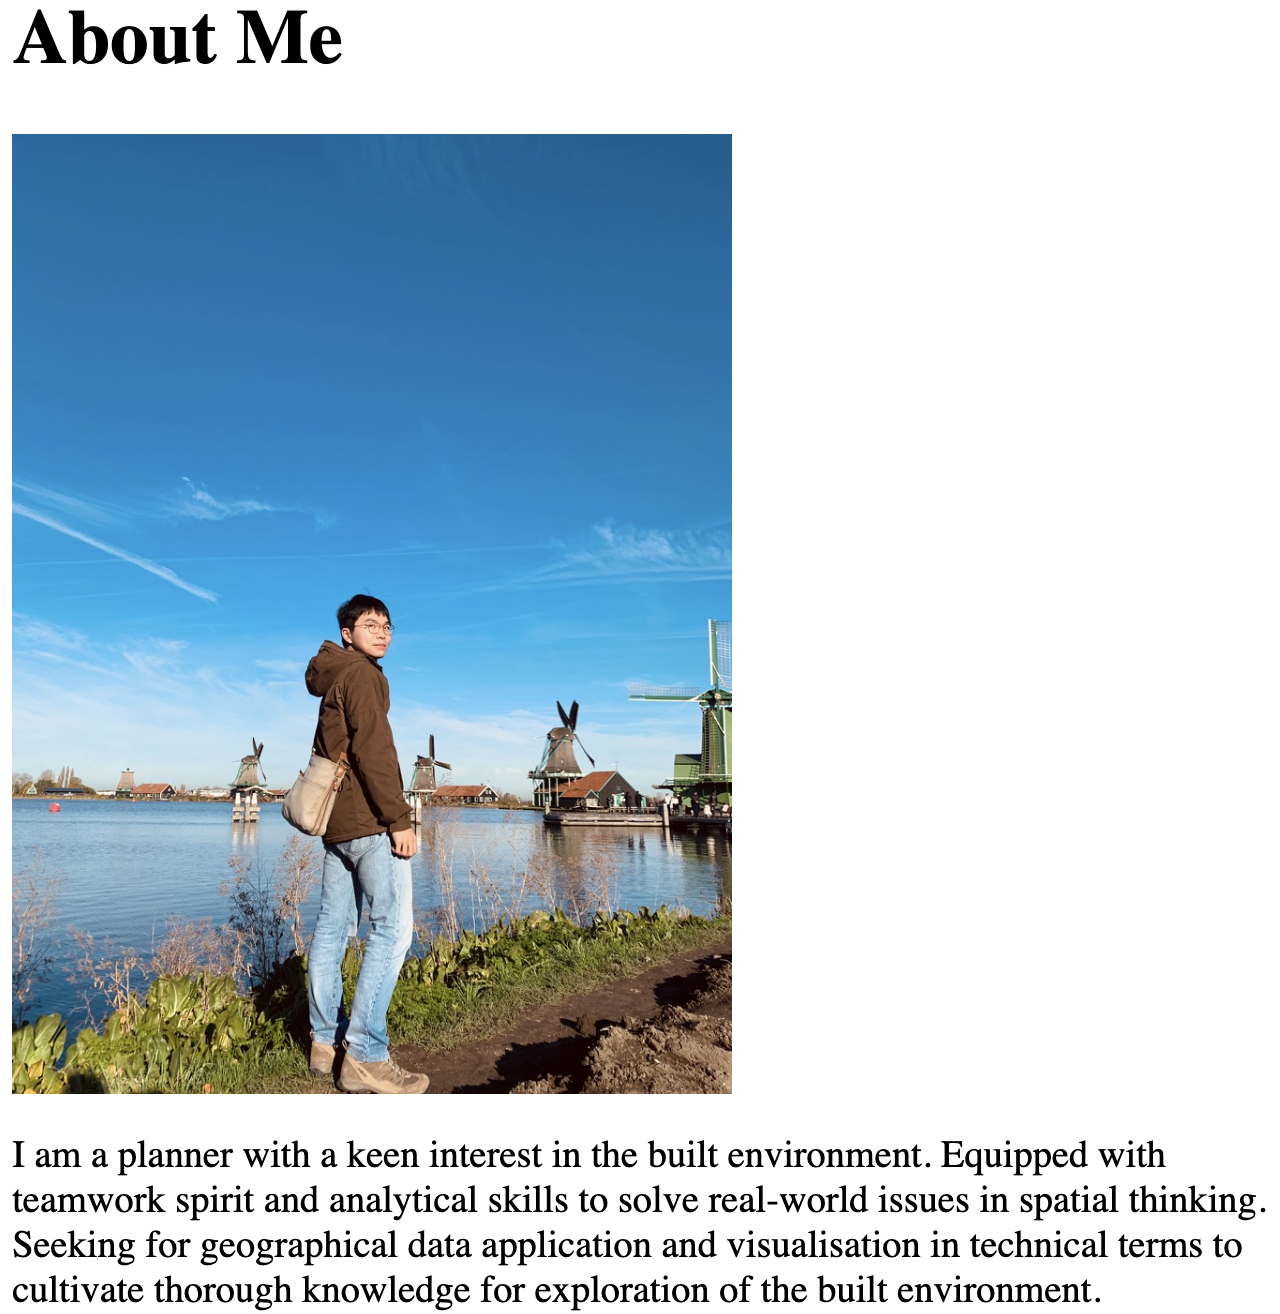 About Me
I am a planner with a keen interest in the built environment. Equipped with
teamwork spirit and analytical skills to solve real-world issues in spatial thinking.
Seeking for geographical data application and visualisation in technical terms to
cultivate thorough knowledge for exploration of the built environment.